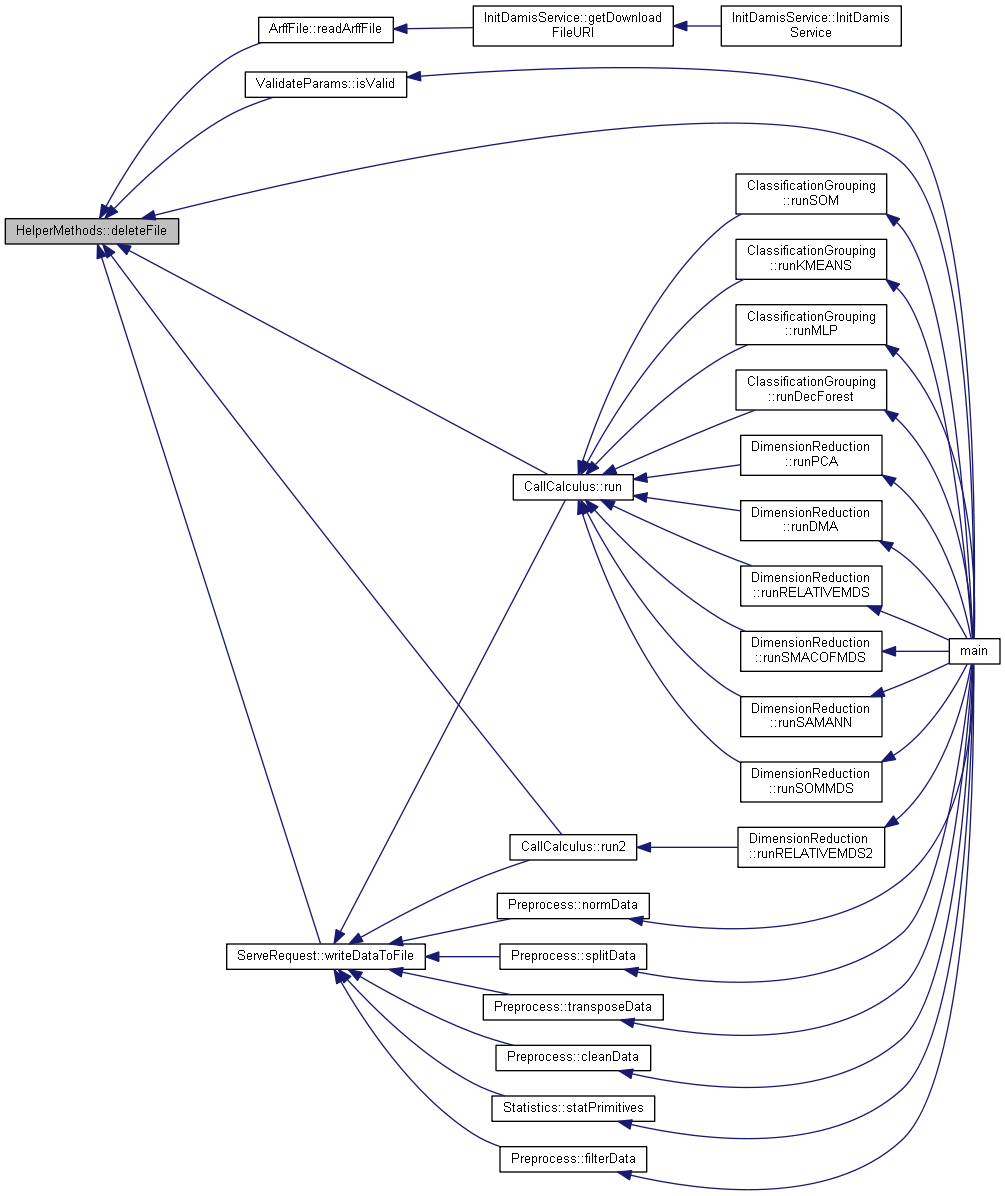 ArffFile::readArffFile
InitDamisService::getDownload
FileURI
InitDamisService::InitDamis
Service
ValidateParams::isValid
HelperMethods::deleteFile
ClassificationGrouping
::runSOM
ClassificationGrouping
::runKMEANS
ClassificationGrouping
::runMLP
ClassificationGrouping
::runDecForest
DimensionReduction
::runPCA
CallCalculus::run
DimensionReduction
::runDMA
DimensionReduction
::runRELATIVEMDS
DimensionReduction
::runSMACOFMDS
main
DimensionReduction
::runSAMANN
DimensionReduction
::runSOMMDS
CallCalculus::run2
DimensionReduction
::runRELATIVEMDS2
Preprocess::normData
ServeRequest::writeDataToFile
Preprocess::splitData
Preprocess::transposeData
Preprocess::cleanData
Statistics::statPrimitives
Preprocess::filterData